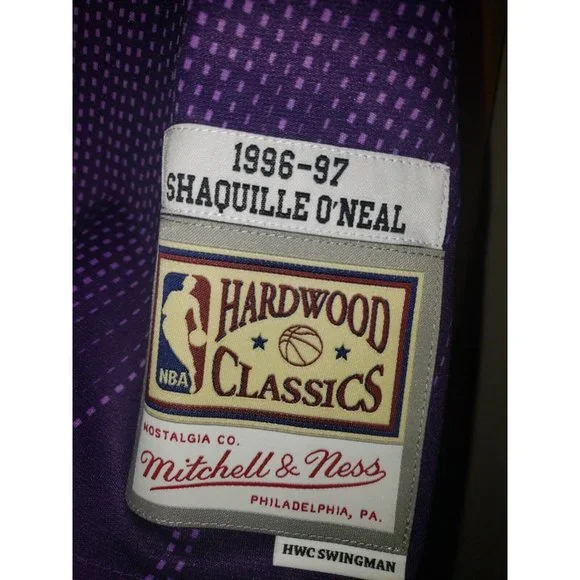 1996-97
SHAQUILLE O'NEAL
HARDWOOD
CLASSICS
NBA
NOSTALGIA CO.
Mitchell & Ness
PHILADELPHIA, PA.
HWC SWINGMAN